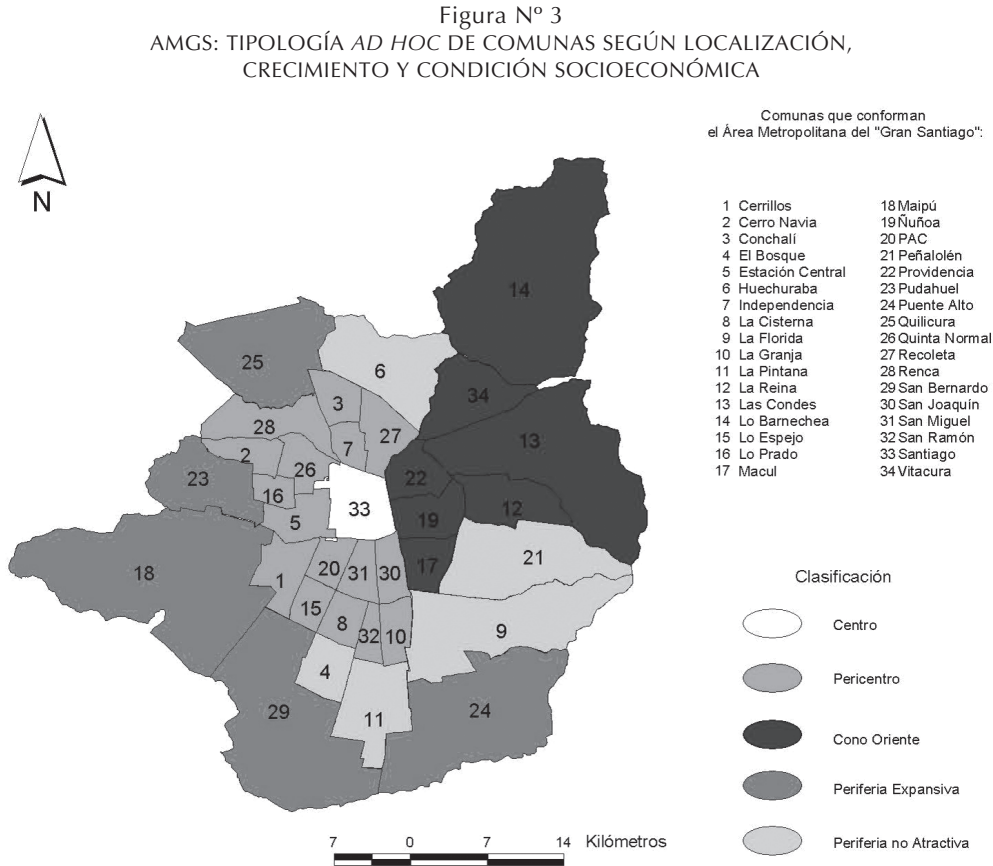 Figura Nº 3
AMGS: TIPOLOGÍA AD HOC DE COMUNAS SEGÚN LOCALIZACIÓN,
CRECIMIENTO Y CONDICIÓN SOCIOECONÓMICA
N
Comunas que conforman
el Área Metropolitana del "Gran Santiago":
1 Cerrillos
2 Cerro Navia
3 Conchalí
4 El Bosque
5 Estación Central
6 Huechuraba
7 Independencia
8 La Cisterna
9 La Florida
10 La Granja
11 La Pintana
12 La Reina
13 Las Condes
14 Lo Barnechea
15 Lo Espejo
16 Lo Prado
17 Macul
18 Maipú
19 Ñuñoa
20 PAC
21 Peñalolén
22 Providencia
23 Pudahuel
24 Puente Alto
25 Quilicura
26 Quinta Normal
27 Recoleta
28 Renca
29 San Bernardo
30 San Joaquín
31 San Miguel
32 San Ramón
33 Santiago
34 Vitacura
14
25
6
34
3
28
27
13
7
2
26
22
23
16
12
33
19
5
21
17
18
20
31
30
1
15
8
32
10
9
4
11
29
24
Clasificación
Centro
Pericentro
Cono Oriente
Periferia Expansiva
Periferia no Atractiva
7 0 7 14 Kilómetros